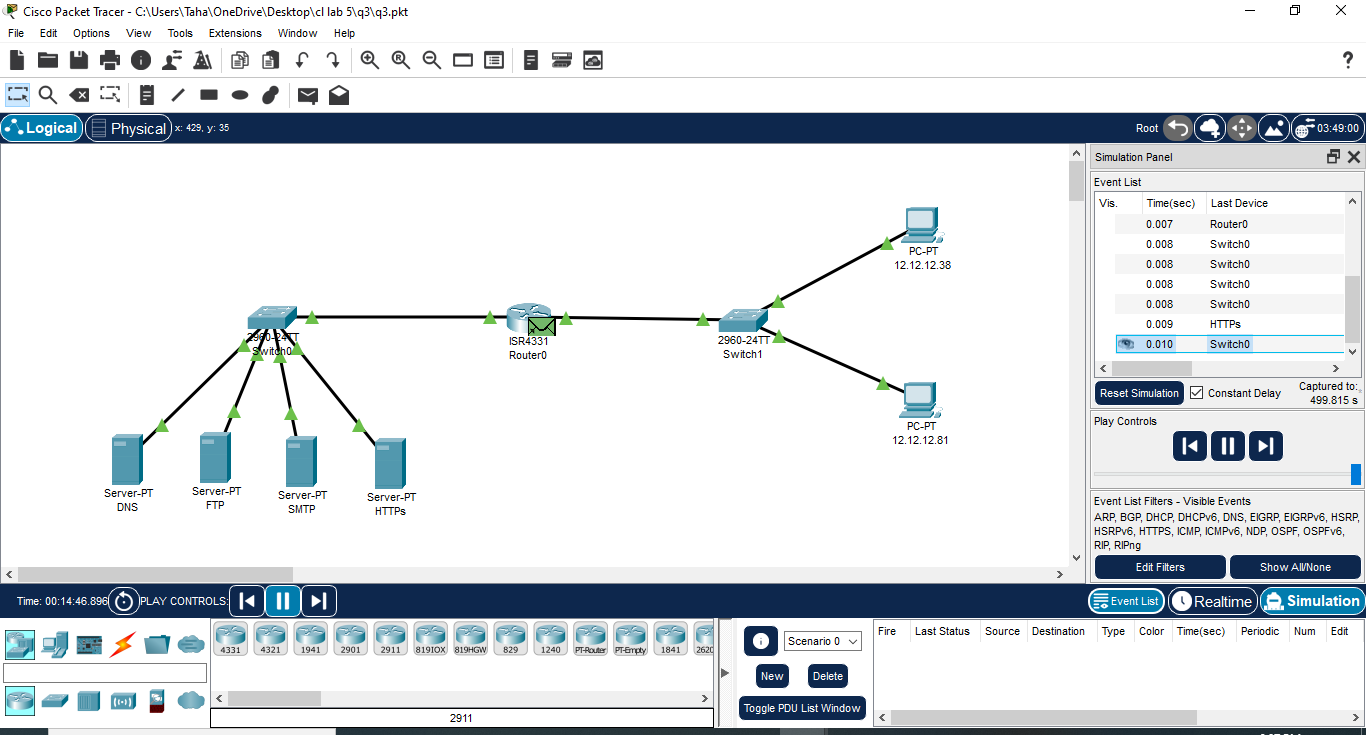 Cisco Packet Tracer - C:\Users\Taha\OneDrive\Desktop\cl lab 5\q3\q3.pkt
File Edit Options View Tools Extensions Window Help
Logical Physical x: 429, y: 35 Root 03:49:00
Simulation Panel
Event List
Vis. Time(sec) Last Device
0.007 Router0
0.008 Switch0
0.008 Switch0
0.008 Switch0
0.008 Switch0
0.009 HTTPs
0.010 Switch0
Reset Simulation Constant Delay Captured to:
499.815 s
Play Controls
Event List Filters - Visible Events
ARP, BGP, DHCP, DHCPv6, DNS, EIGRP, EIGRPv6, HSRP,
HSRPv6, HTTPS, ICMP, ICMPv6, NDP, OSPF, OSPFv6,
RIP, RIPng
Edit Filters Show All/None
PC-PT
12.12.12.38
2960-24TT
Switch0
ISR4331
Router0
2960-24TT
Switch1
PC-PT
12.12.12.81
Server-PT
DNS
Server-PT
FTP
Server-PT
SMTP
Server-PT
HTTPs
Time: 00:14:46.896 PLAY CONTROLS: Event List Realtime Simulation
4331 4321 1941 2901 2911 819IOX 819HGW 829 1240 PT-Router PT-Empty 1841 2620
2911
Scenario 0
New Delete
Toggle PDU List Window
Fire Last Status Source Destination Type Color Time(sec) Periodic Num Edit